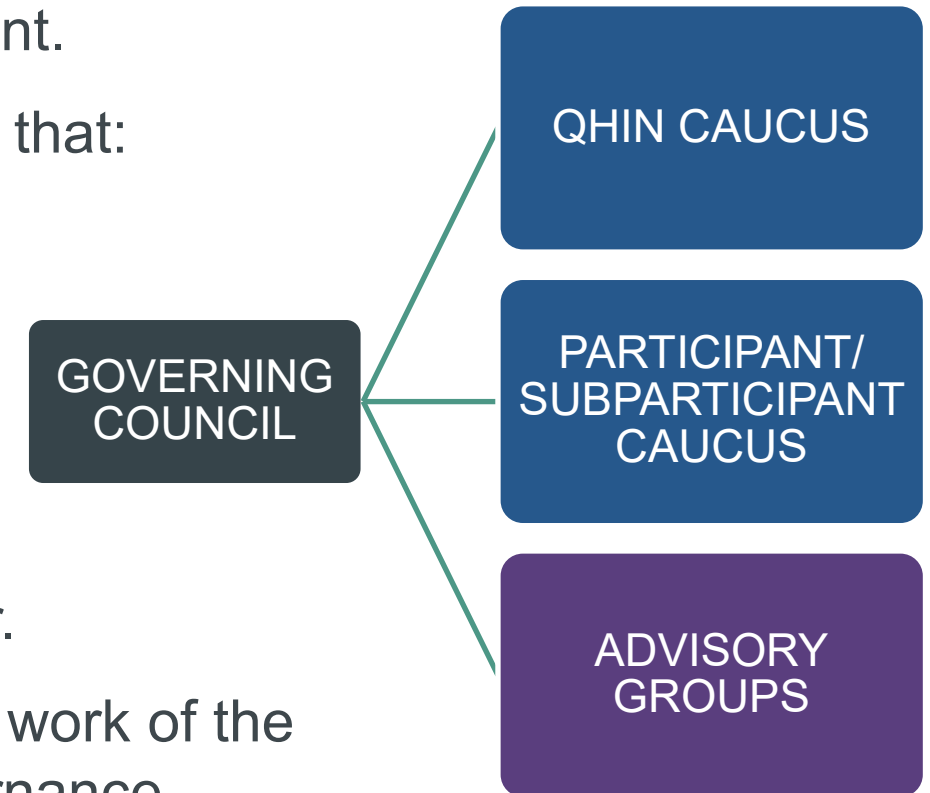 nt.
that:
QHIN CAUCUS
GOVERNING
COUNCIL
PARTICIPANT/
SUBPARTICIPANT
CAUCUS
ADVISORY
GROUPS
work of the